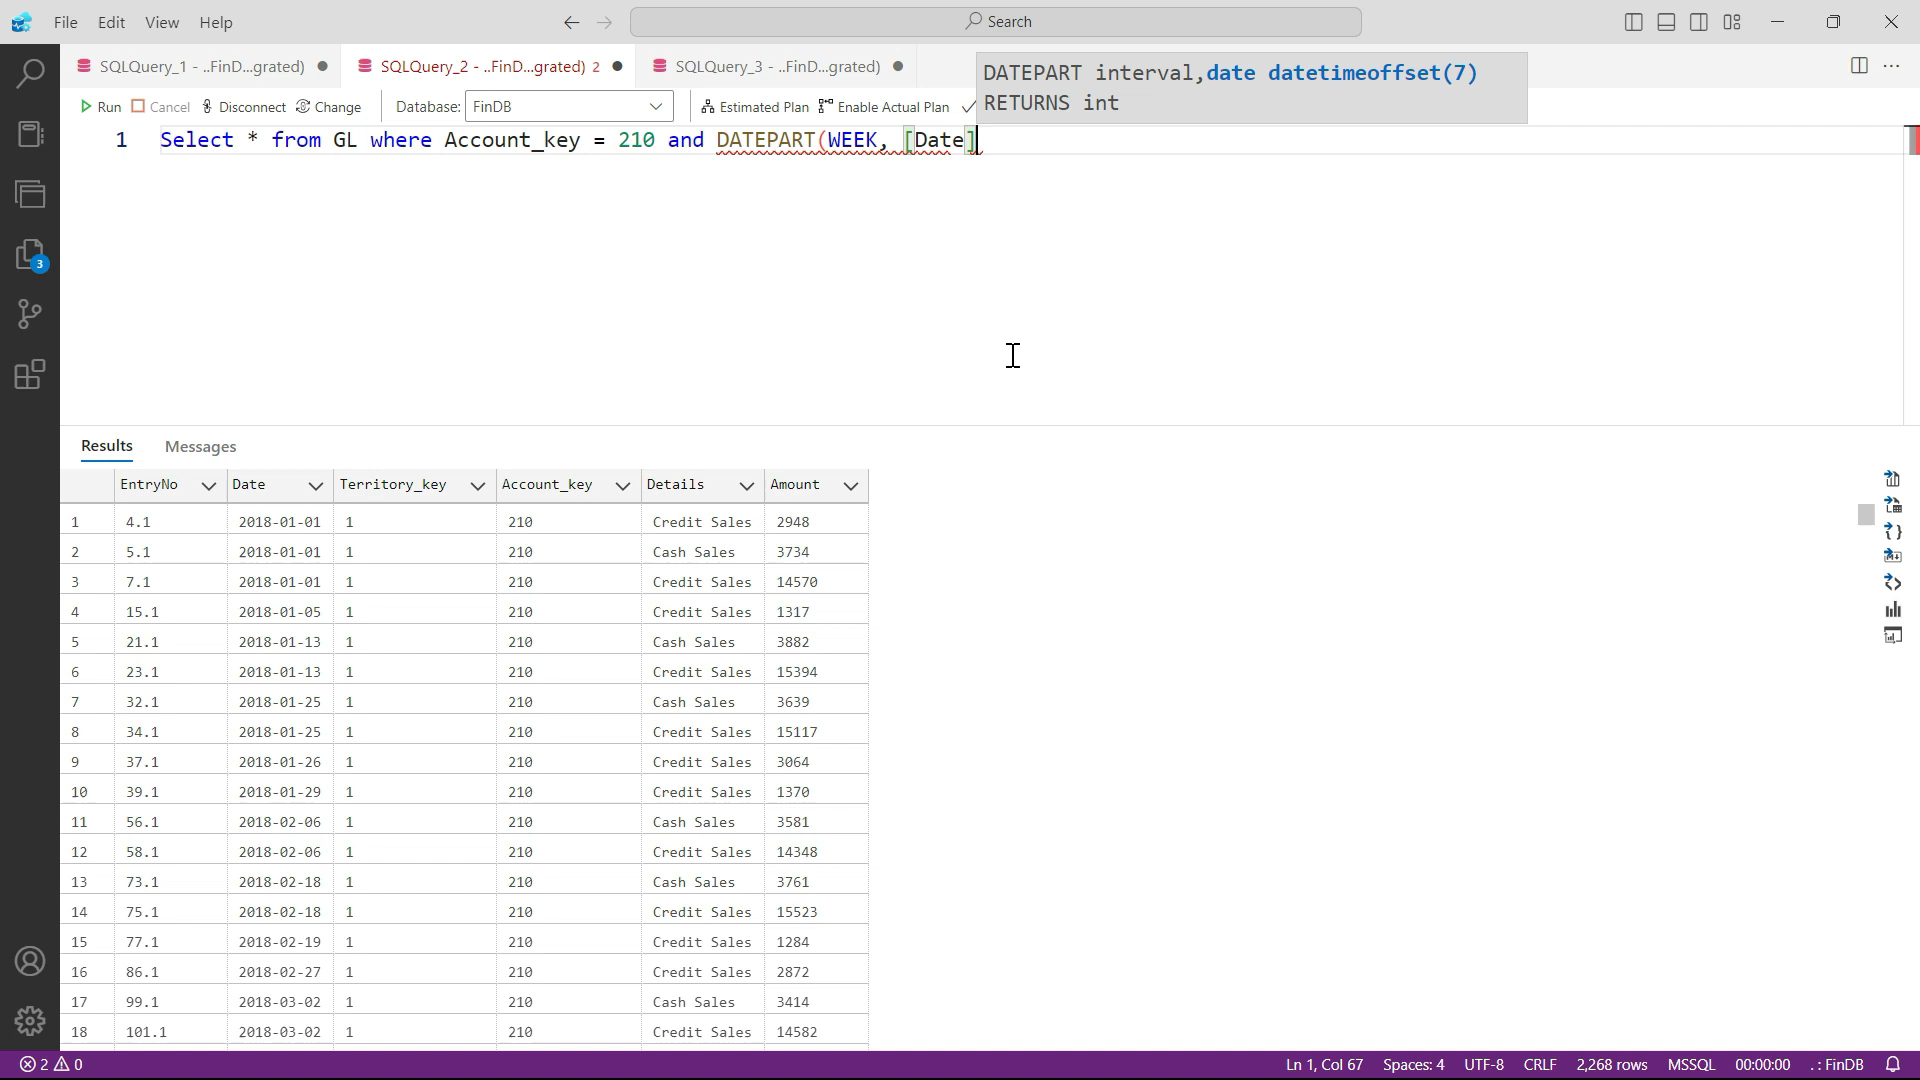 File Edit View Help Search
SQLQuery_1 - ..FinD...grated) SQLQuery_2 - ..FinD...grated) 2 SQLQuery_3 - ..FinD...grated)
DATEPART interval,date datetimeoffset(7)
RETURNS int
Run Cancel Disconnect Change Database: FinDB Estimated Plan Enable Actual Plan
1 Select * from GL where Account_key = 210 and DATEPART(WEEK, [Date]
3
Results Messages
EntryNo Date Territory_key Account_key Details Amount
1 4.1 2018-01-01 1 210 Credit Sales 2948
2 5.1 2018-01-01 1 210 Cash Sales 3734
3 7.1 2018-01-01 1 210 Credit Sales 14570
4 15.1 2018-01-05 1 210 Credit Sales 1317
5 21.1 2018-01-13 1 210 Cash Sales 3882
6 23.1 2018-01-13 1 210 Credit Sales 15394
7 32.1 2018-01-25 1 210 Cash Sales 3639
8 34.1 2018-01-25 1 210 Credit Sales 15117
9 37.1 2018-01-26 1 210 Credit Sales 3064
10 39.1 2018-01-29 1 210 Credit Sales 1370
11 56.1 2018-02-06 1 210 Cash Sales 3581
12 58.1 2018-02-06 1 210 Credit Sales 14348
13 73.1 2018-02-18 1 210 Cash Sales 3761
14 75.1 2018-02-18 1 210 Credit Sales 15523
15 77.1 2018-02-19 1 210 Credit Sales 1284
16 86.1 2018-02-27 1 210 Credit Sales 2872
17 99.1 2018-03-02 1 210 Cash Sales 3414
18 101.1 2018-03-02 1 210 Credit Sales 14582
2 0 Ln 1, Col 67 Spaces: 4 UTF-8 CRLF 2,268 rows MSSQL 00:00:00 . : FinDB